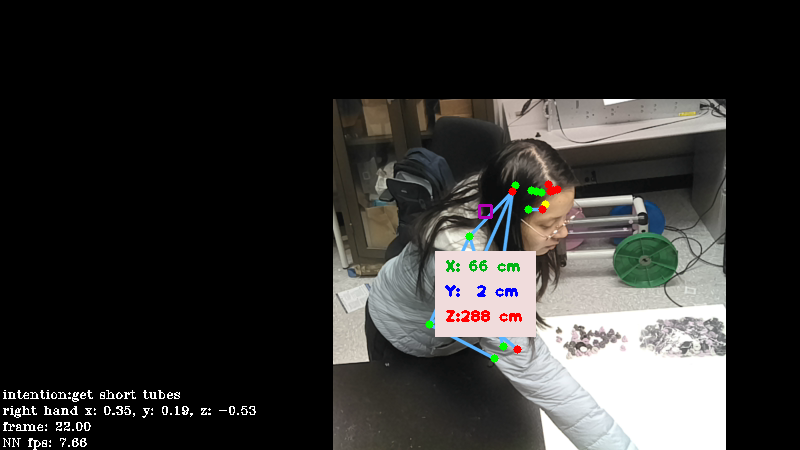 X: 66 cm
Y: 2 cm
Z:288 cm
intention:get short tubes
right hand x: 0.35, y: 0.19, z: -0.53
frame: 22.00
NN fps: 7.66